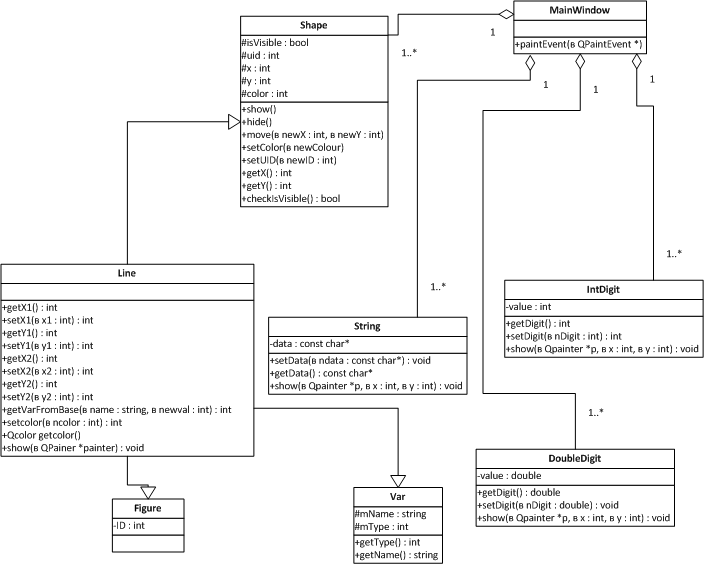 Shape
#isVisible : bool
#uid : int
#x : int
#y : int
#color : int
+show()
+hide()
+move(в newX : int, в newY : int)
+setColor(в newColour)
+setUID(в newID : int)
+getX() : int
+getY() : int
+checkIsVisible() : bool
MainWindow
+paintEvent(в QPaintEvent *)
1
1..*
1
1
1
1..*
1..*
1..*
Line
+getX1() : int
+setX1(в x1 : int) : int
+getY1() : int
+setY1(в y1 : int) : int
+getX2() : int
+setX2(в x2 : int) : int
+getY2() : int
+setY2(в y2 : int) : int
+getVarFromBase(в name : string, в newval : int) : int
+setcolor(в ncolor : int) : int
+Qcolor getcolor()
+show(в QPainer *painter) : void
String
-data : const char*
+setData(в ndata : const char*) : void
+getData() : const char*
+show(в Qpainter *p, в x : int, в y : int) : void
IntDigit
-value : int
+getDigit() : int
+setDigit(в nDigit : int) : int
+show(в Qpainter *p, в x : int, в y : int) : void
DoubleDigit
-value : double
+getDigit() : double
+setDigit(в nDigit : double) : void
+show(в Qpainter *p, в x : int, в y : int) : void
Figure
-ID : int
Var
#mName : string
#mType : int
+getType() : int
+getName() : string